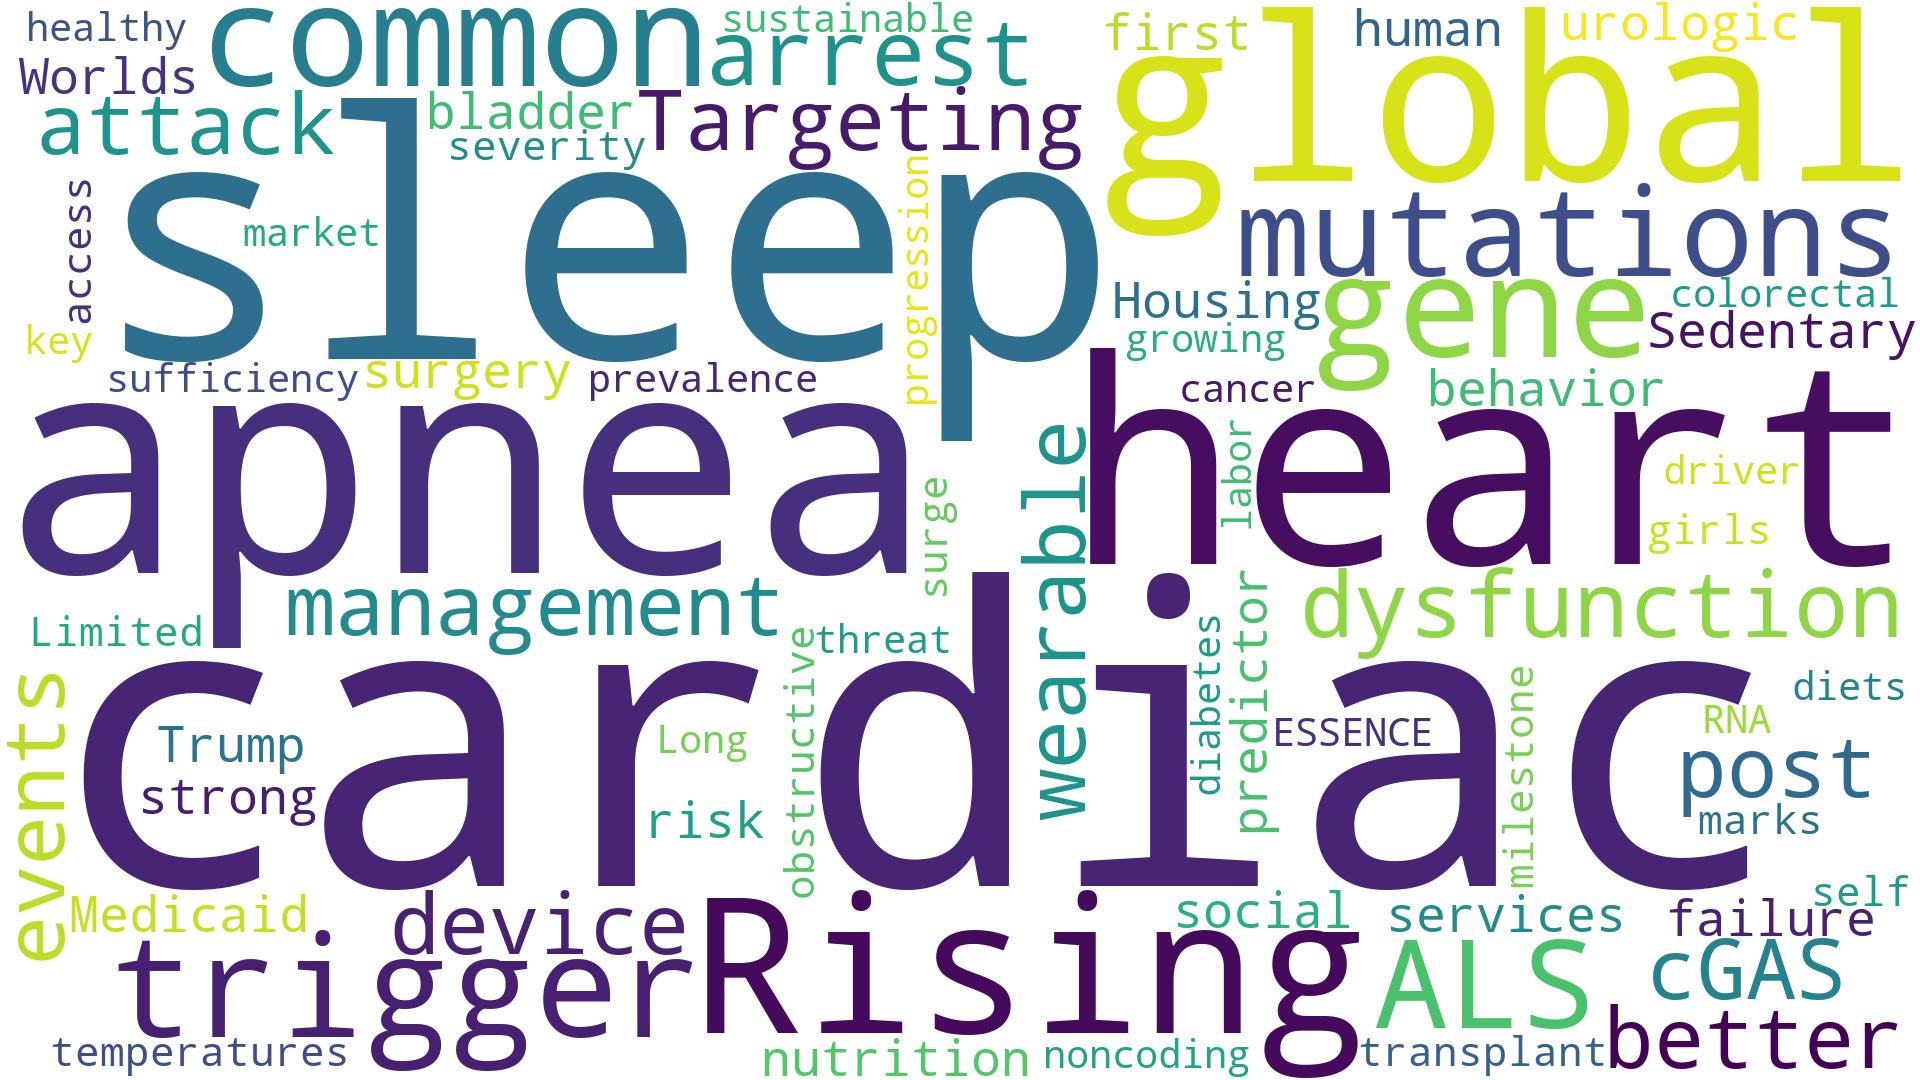 healthy
common
sustainable
first
human
urologic
Worlds
arrest
global
attack
bladder
Targeting
severity
sleep
access
market
progression
mutations
Housing
gene
colorectal
key
growing
Sedentary
sufficiency
surgery
prevalence
cancer
behavior
apnea
heart
wearable
labor
driver
surge
girls
management
dysfunction
Limited
threat
cardiac
events
Trump
Long
obstructive
diabetes
predictor
ESSENCE
milestone
diets
RNA
post
strong
risk
marks
Medicaid
device
Rising
social
services
failure
self
trigger
ALS
cGAS
better
temperatures
nutrition
noncoding
transplant